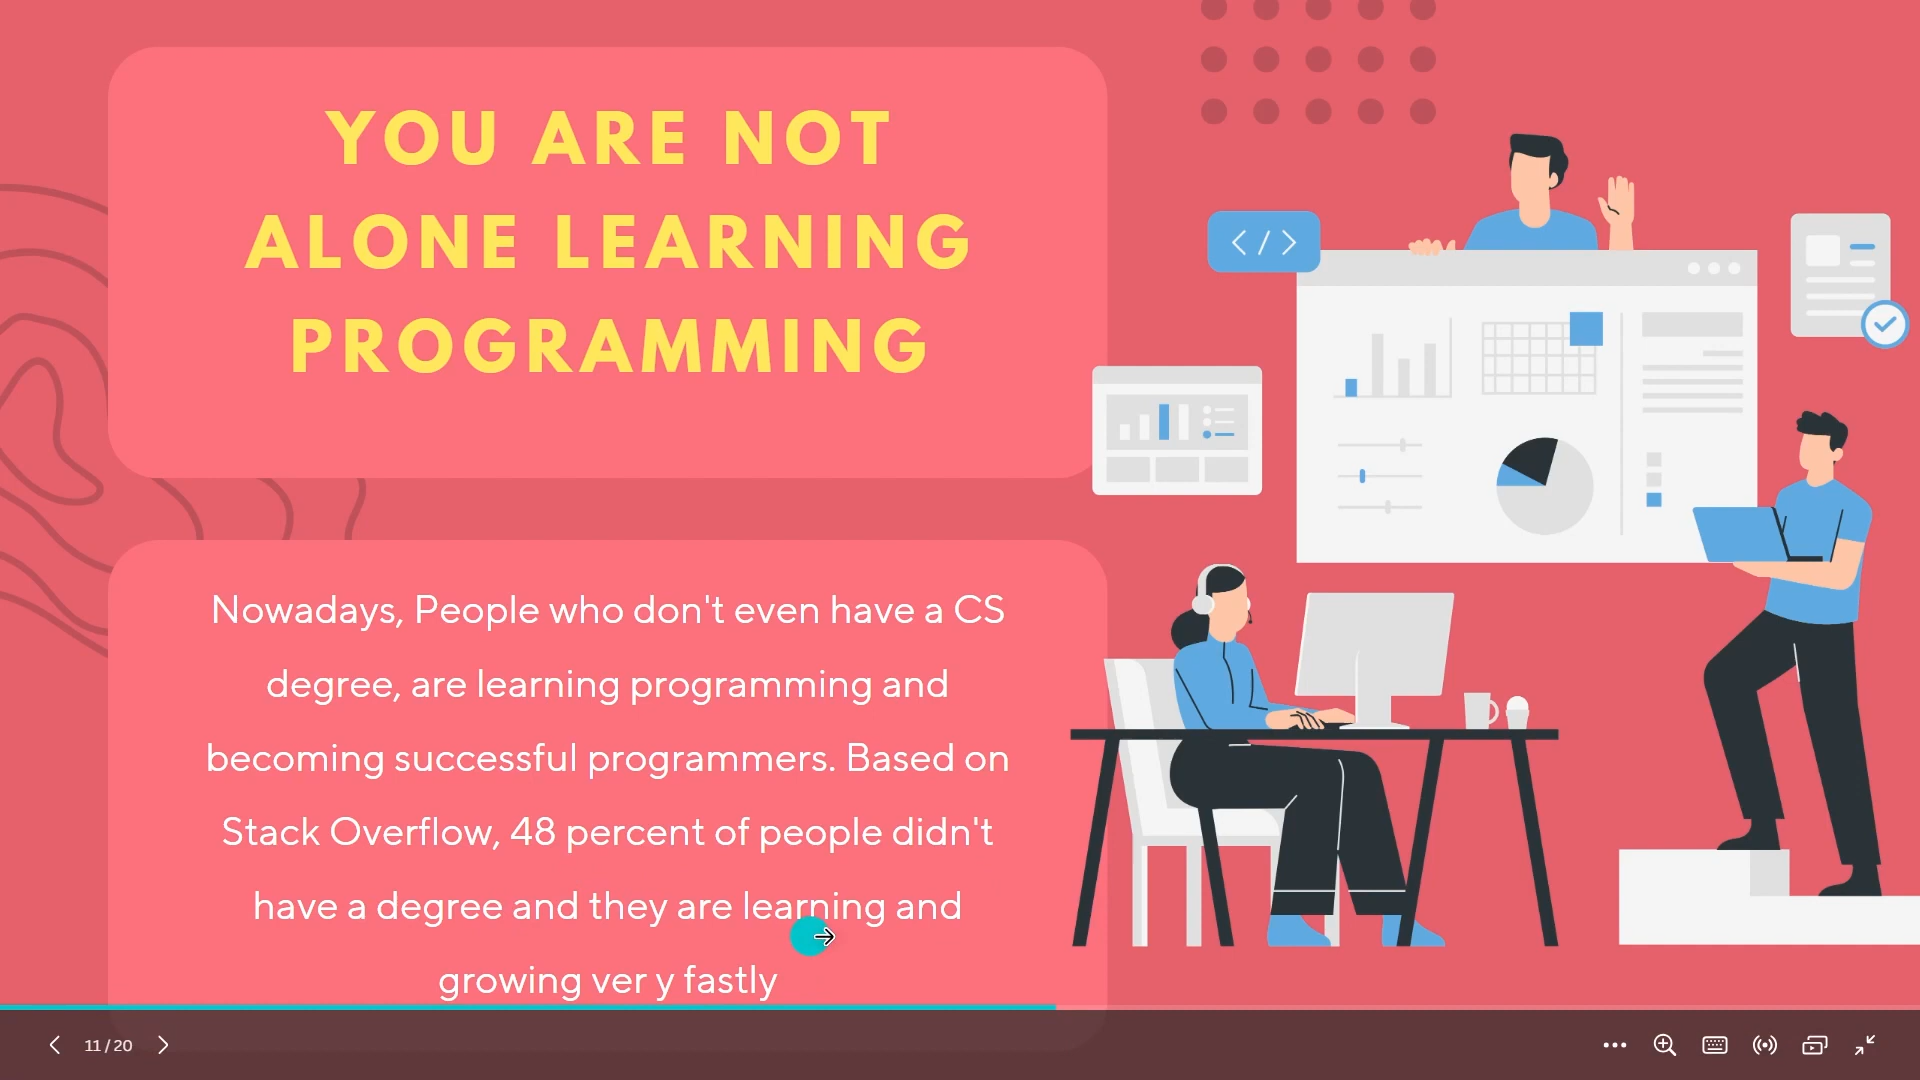 YOU ARE NOT
ALONE LEARNING
PROGRAMMING
</>
Nowadays, People who don't even have a CS
degree, are learning programming and
becoming successful programmers. Based on
Stack Overflow, 48 percent of people didn't
have a degree and they are learning and
growing ver y fastly
11 / 20